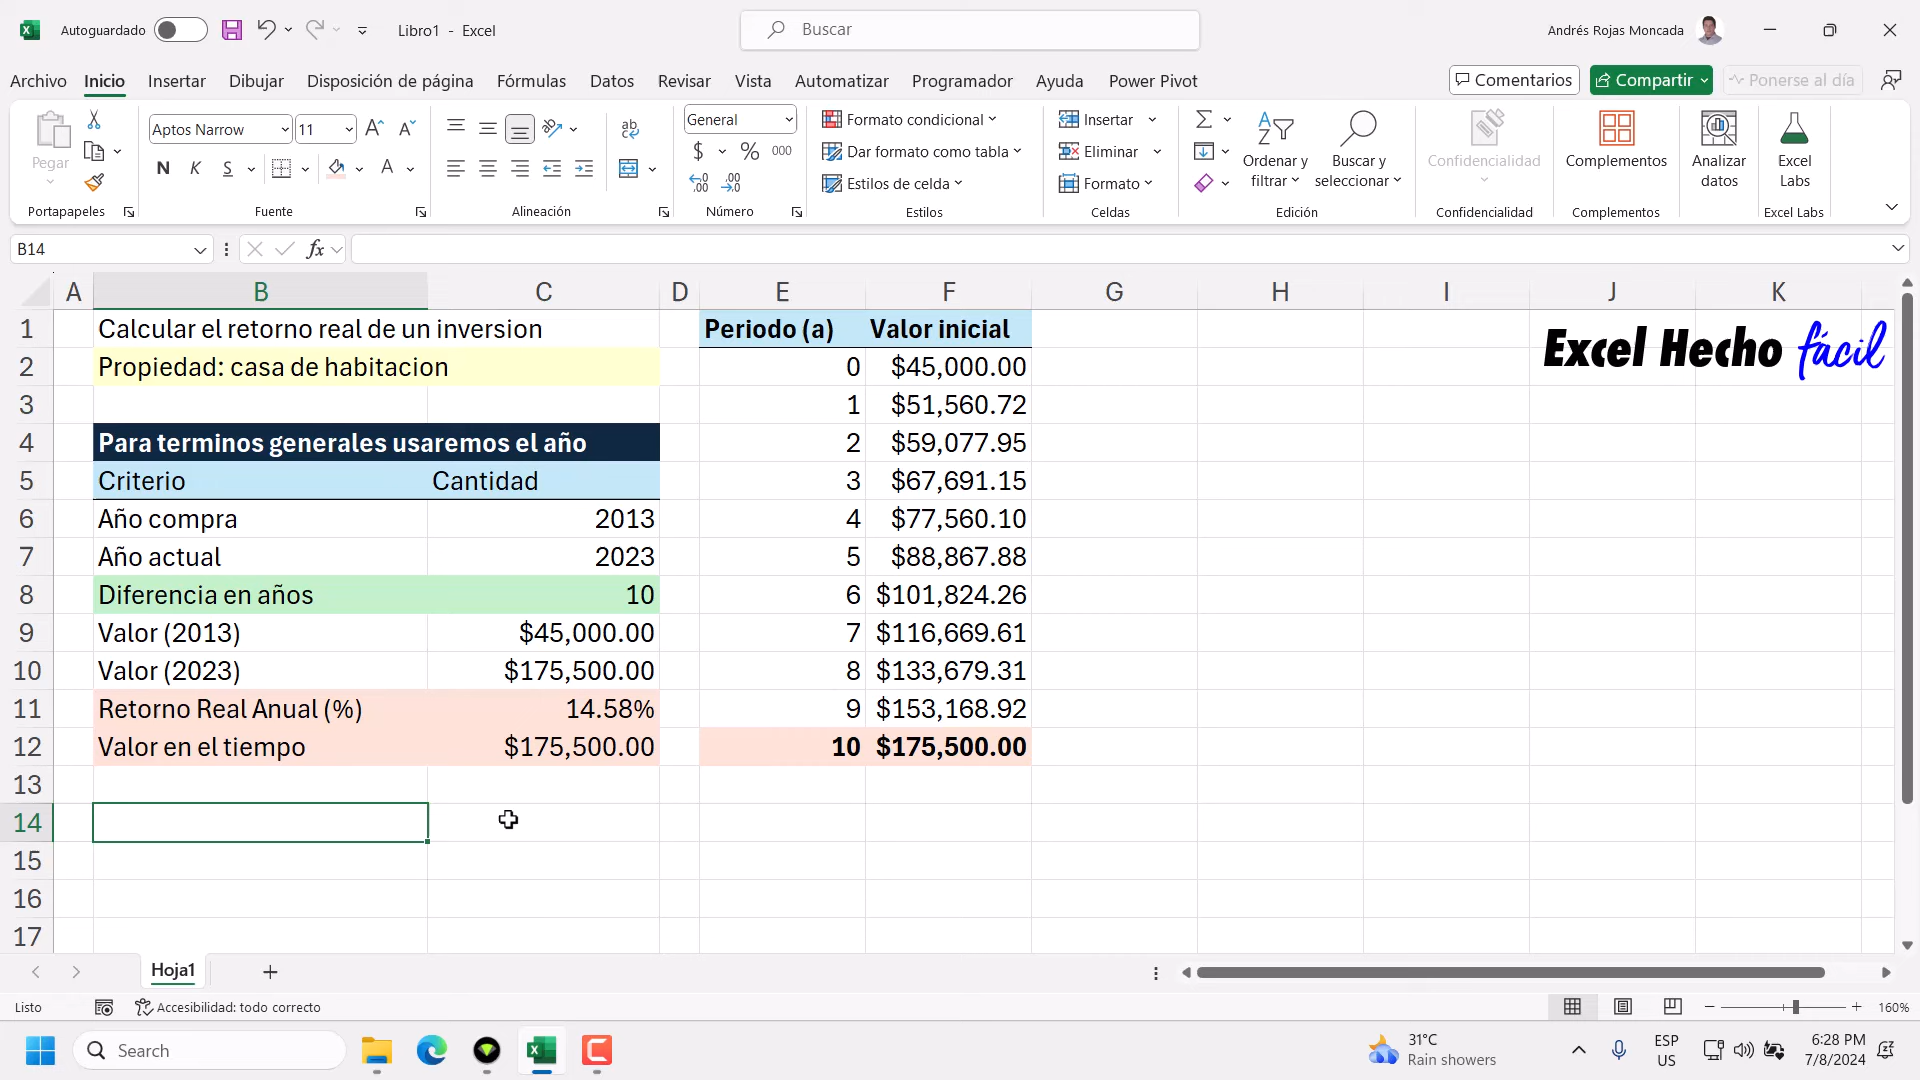 Autoguardado
Libro1 - Excel
Buscar
Andrés Rojas Moncada
Archivo Inicio Insertar Dibujar Disposición de página Fórmulas Datos Revisar Vista Automatizar Programador Ayuda Power Pivot
Comentarios Compartir Ponerse al día
Pegar
Portapapeles
Aptos Narrow 11
N K S
Fuente
Alineación
General
$ % 000
Número
Formato condicional
Dar formato como tabla
Estilos de celda
Estilos
Insertar
Eliminar
Formato
Celdas
Ordenar y filtrar
Buscar y seleccionar
Edición
Confidencialidad
Confidencialidad
Complementos
Complementos
Analizar datos
Excel Labs
Excel Labs
B14 fx
A B C D E F G H I J K
1 Calcular el retorno real de un inversion Periodo (a) Valor inicial
Excel Hecho fácil
2 Propiedad: casa de habitacion 0 $45,000.00
3 1 $51,560.72
4 Para terminos generales usaremos el año 2 $59,077.95
5 Criterio Cantidad 3 $67,691.15
6 Año compra 2013 4 $77,560.10
7 Año actual 2023 5 $88,867.88
8 Diferencia en años 10 6 $101,824.26
9 Valor (2013) $45,000.00 7 $116,669.61
10 Valor (2023) $175,500.00 8 $133,679.31
11 Retorno Real Anual (%) 14.58% 9 $153,168.92
12 Valor en el tiempo $175,500.00 10 $175,500.00
13
14
15
16
17
Hoja1
Listo Accesibilidad: todo correcto 160%
Search
31°C
Rain showers
ESP
US
6:28 PM
7/8/2024